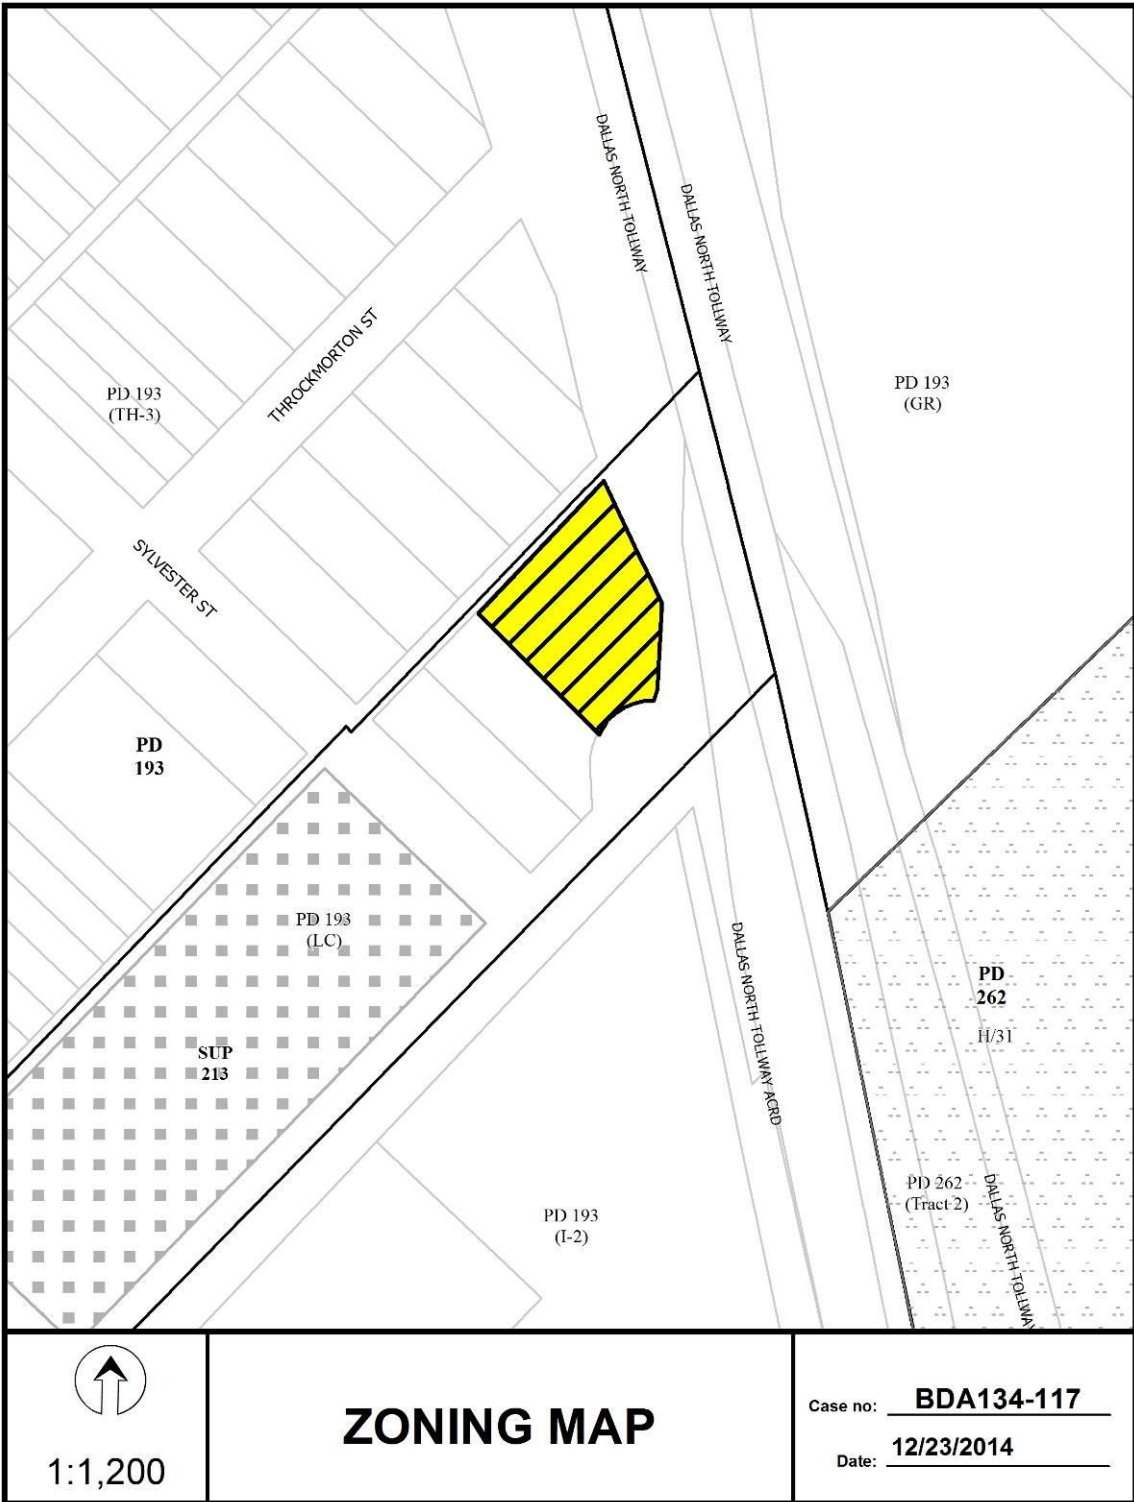 DALLAS NORTH TOLLWAY
DALLAS NORTH TOLLWAY
THROCKMORTON ST
PD 193
(TH-3)
PD 193
(GR)
SYLVESTER ST
PD
193
PD 193
(LC)
DALLAS NORTH TOLLWAY ACRD
PD
262
H/31
SUP
213
PD 262
(Tract 2)
DALLAS NORTH TOLLWAY
PD 193
(I-2)
1:1,200
ZONING MAP
Case no: BDA134-117
Date: 12/23/2014